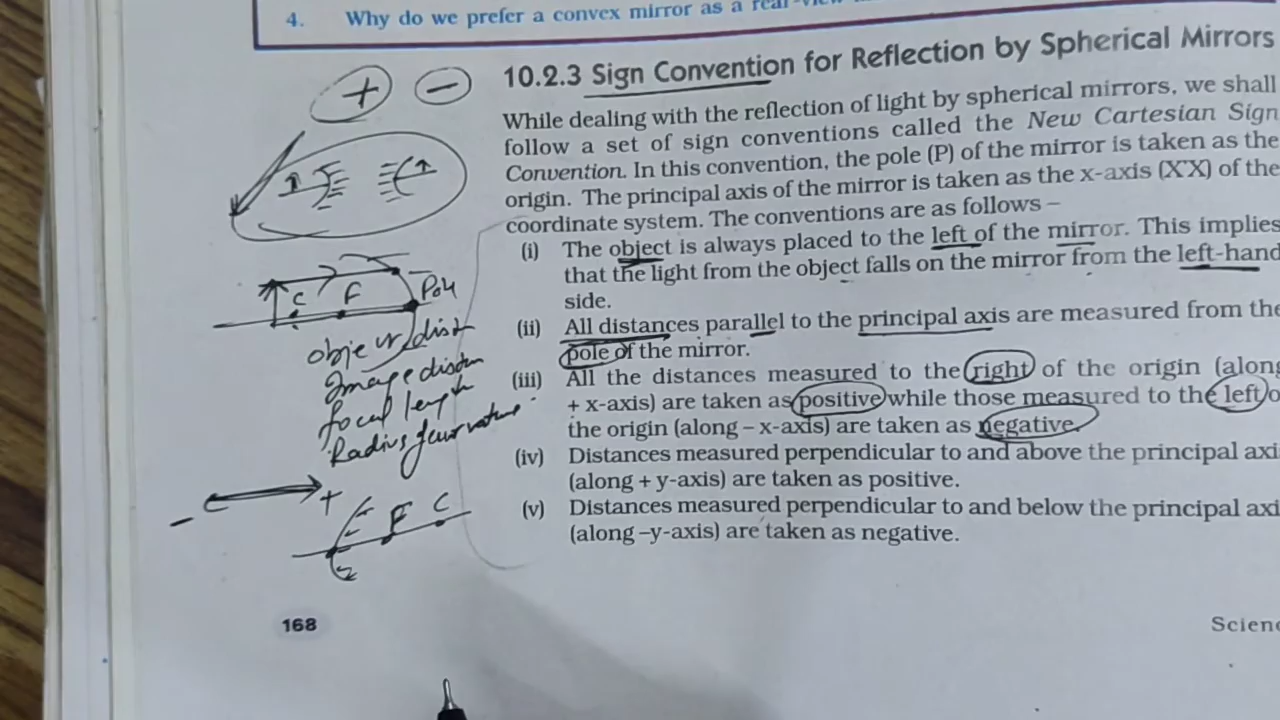 4. Why do we prefer a convex mirror as a
10.2.3 Sign Convention for Reflection by Spherical Mirrors
While dealing with the reflection of light by spherical mirrors, we shall
follow a set of sign conventions called the New Cartesian Sign
Convention. In this convention, the pole (P) of the mirror is taken as the
origin. The principal axis of the mirror is taken as the x-axis (X'X) of the
coordinate system. The conventions are as follows –
(i) The object is always placed to the left of the mirror. This implies
that the light from the object falls on the mirror from the left-hand
side.
(ii) All distances parallel to the principal axis are measured from the
pole of the mirror.
(iii) All the distances measured to the right of the origin (along
+ x-axis) are taken as positive while those measured to the left o
the origin (along – x-axis) are taken as negative.
(iv) Distances measured perpendicular to and above the principal axi
(along + y-axis) are taken as positive.
(v) Distances measured perpendicular to and below the principal axi
(along –y-axis) are taken as negative.
+ −
C F Pole
Image
focal length
Radius
− +
F C
168
Scienc